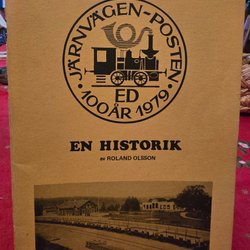 JÄRNVÄGEN-POSTEN
ED
100 ÅR 1979
EN HISTORIK
AV ROLAND OLSSON